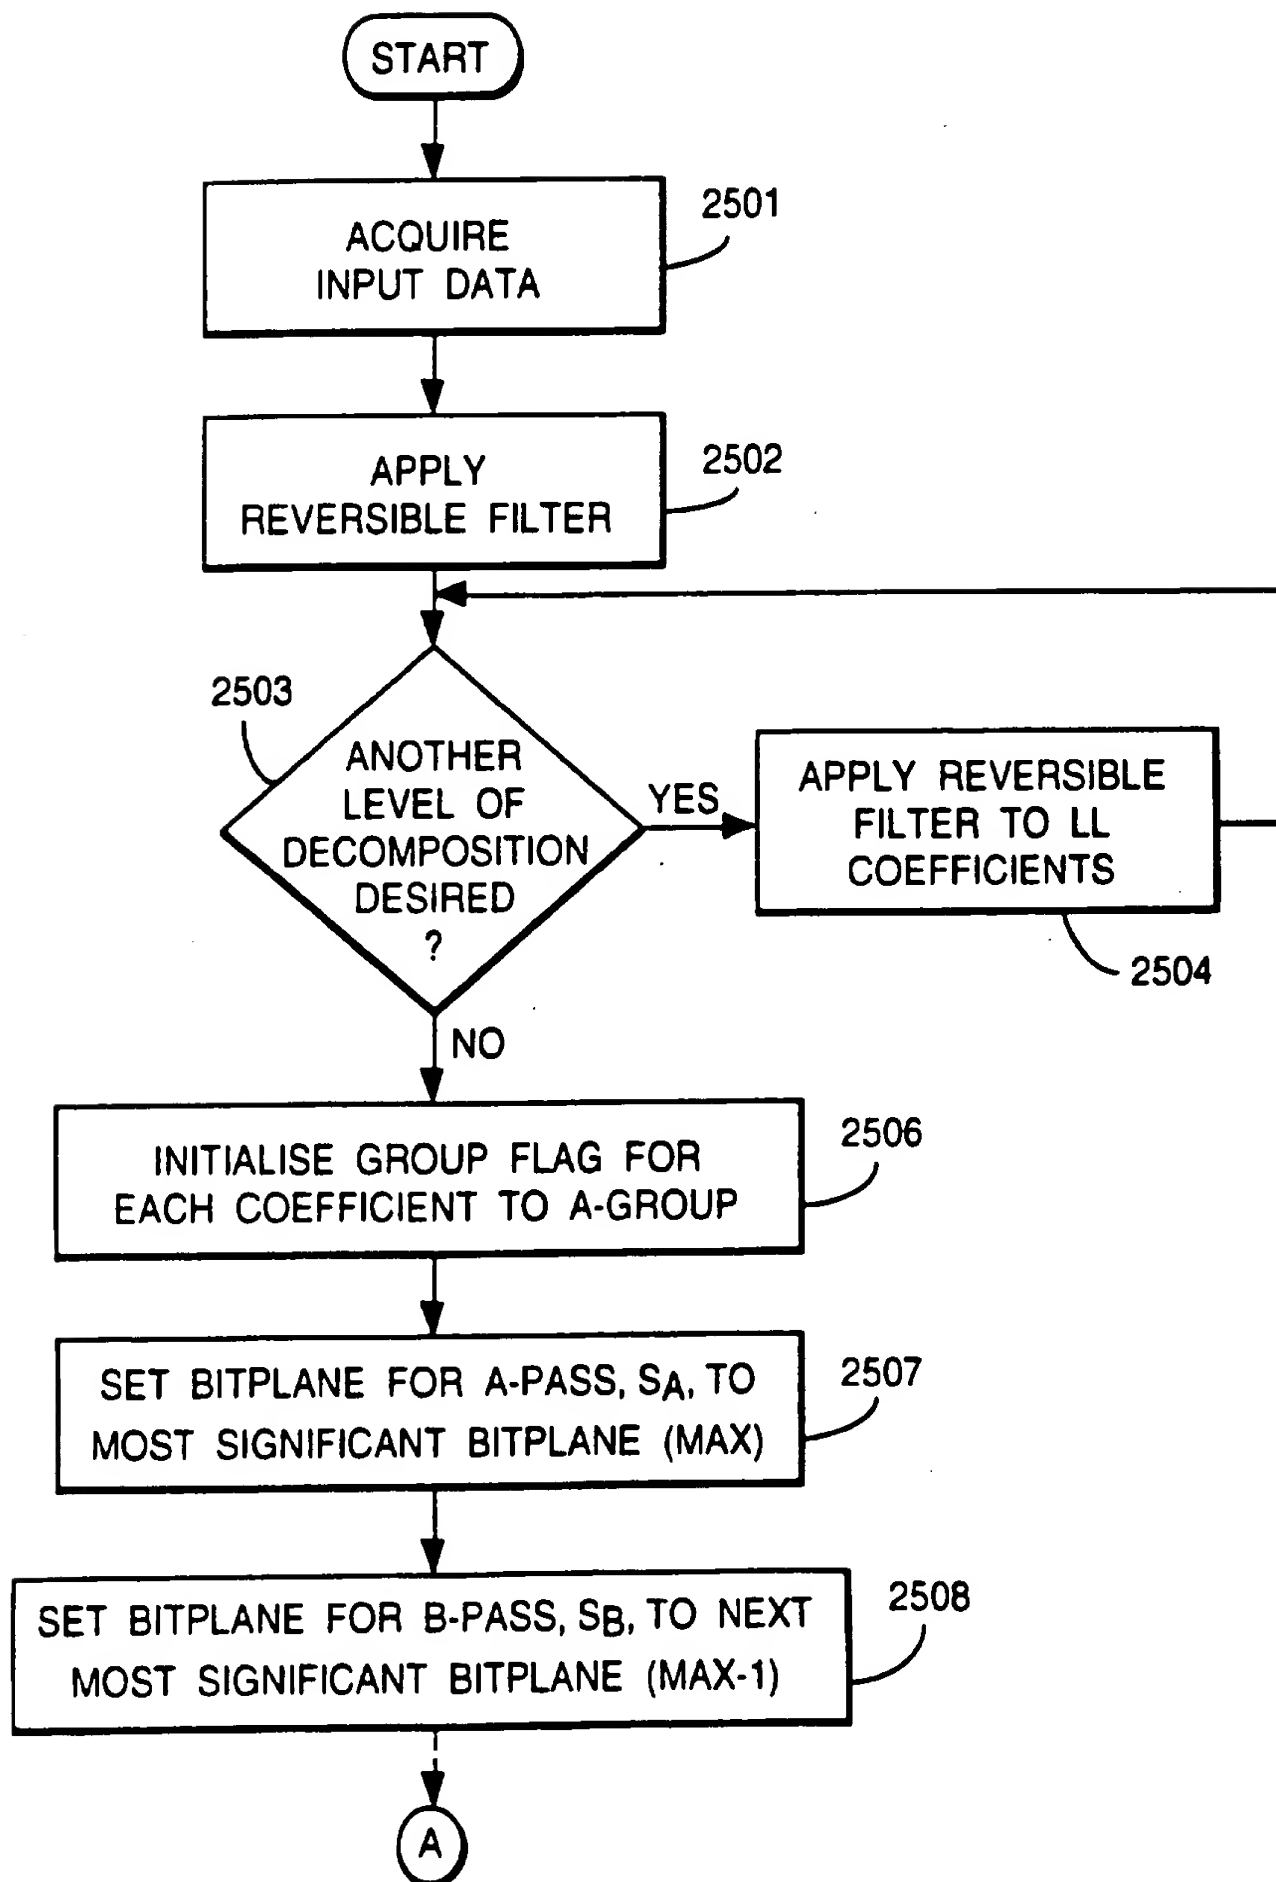 START
2501
ACQUIRE
INPUT DATA
2502
APPLY
REVERSIBLE FILTER
2503
ANOTHER
LEVEL OF
DECOMPOSITION
DESIRED
?
YES
APPLY REVERSIBLE
FILTER TO LL
COEFFICIENTS
2504
NO
2506
INITIALISE GROUP FLAG FOR
EACH COEFFICIENT TO A-GROUP
2507
SET BITPLANE FOR A-PASS, SA, TO
MOST SIGNIFICANT BITPLANE (MAX)
2508
SET BITPLANE FOR B-PASS, SB, TO NEXT
MOST SIGNIFICANT BITPLANE (MAX-1)
A